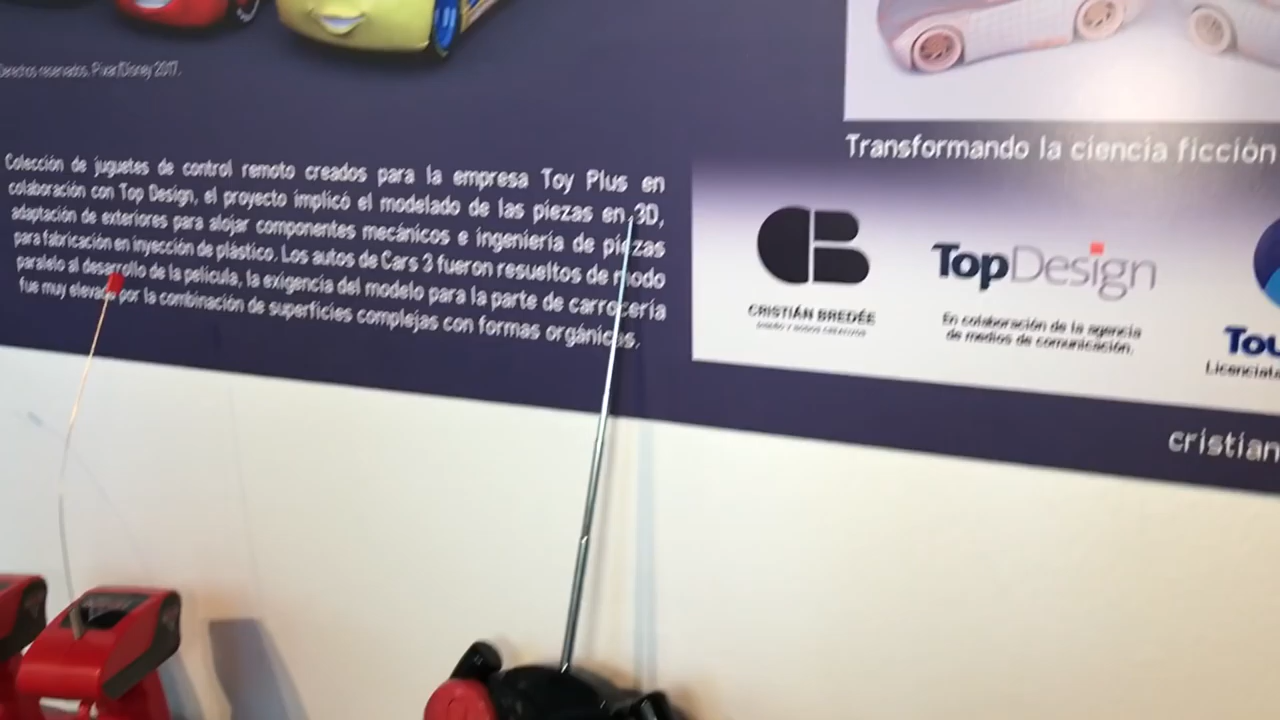 Derechos reservados. Pixar/Disney 2017.
Colección de juguetes de control remoto creados para la empresa Toy Plus en
colaboración con Top Design, el proyecto implicó el modelado de las piezas en 3D,
adaptación de exteriores para alojar componentes mecánicos e ingeniería de piezas
para fabricación en inyección de plástico. Los autos de Cars 3 fueron resueltos de modo
paralelo al desarrollo de la película, la exigencia del modelo para la parte de carrocería
fue muy elevada por la combinación de superficies complejas con formas orgánicas.
Transformando la ciencia ficción
CRISTIÁN BREDÉE
TopDesign
En colaboración de la agencia
de medios de comunicación.
Tou
Licenciata
cristian